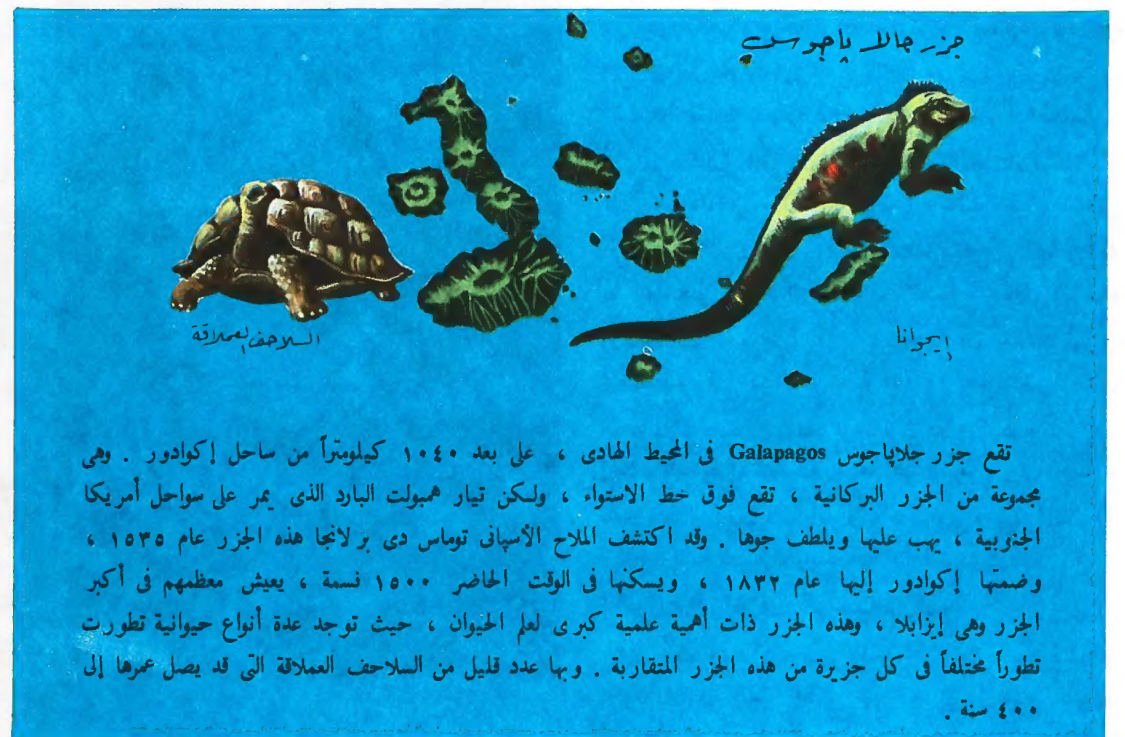 جزر جالا ياجوس
السلاحف العملاقة
إيجوانا
تقع جزر جلاپاجوس Galapagos فى المحيط الهادى ، على بعد ١٠٤٠ كيلومتراً من ساحل إكوادور . وهى
مجموعة من الجزر البركانية ، تقع فوق خط الاستواء ، ولكن تيار همبولت البارد الذى يمر على سواحل أمريكا
الجنوبية ، يهب عليها ويلطف جوها . وقد اكتشف الملاح الأسپانى توماس دى برلانجا هذه الجزر عام ١٥٣٥ ،
وضمتها إكوادور إليها عام ١٨٣٢ ، ويسكنها فى الوقت الحاضر ١٥٠٠ نسمة ، يعيش معظمهم فى أكبر
الجزر وهى إيزابلا ، وهذه الجزر ذات أهمية علمية كبرى لعلم الحيوان ، حيث توجد عدة أنواع حيوانية تطورت
تطوراً مختلفاً فى كل جزيرة من هذه الجزر المتقاربة . وبها عدد قليل من السلاحف العملاقة التى قد يصل عمرها إلى
٤٠٠ سنة .